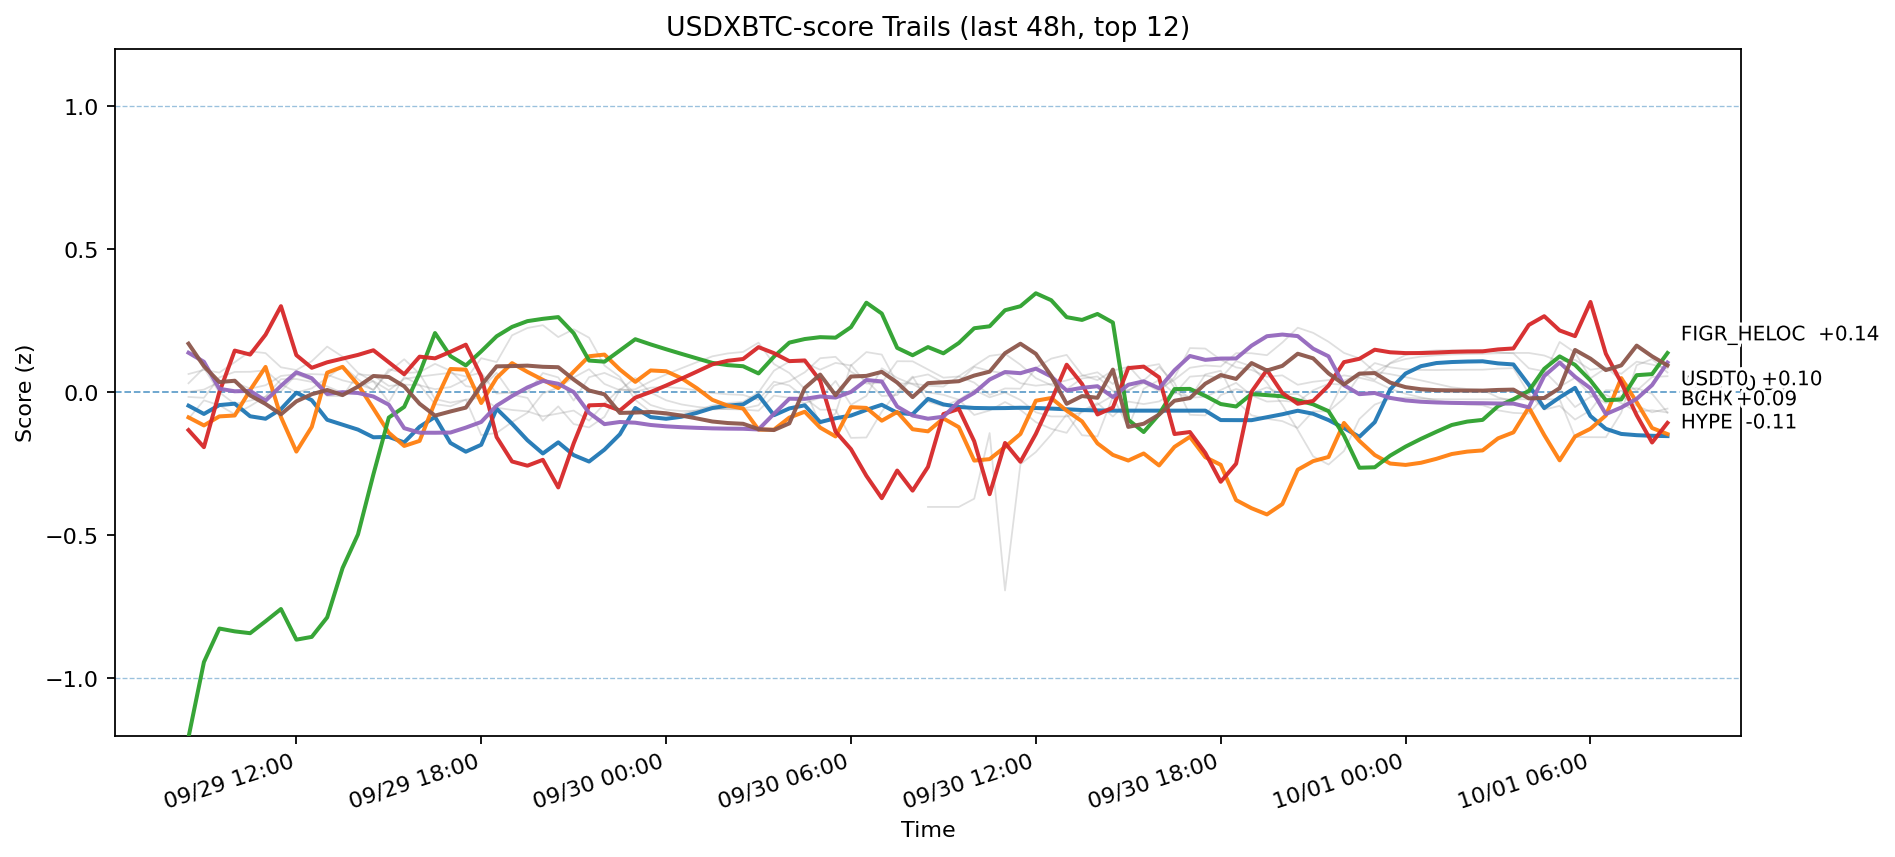 USDXBTC-score Trails (last 48h, top 12)
Score (z)
1.0
0.5
0.0
−0.5
−1.0
FIGR_HELOC +0.14
USDT0 +0.10
BCH +0.09
HYPE -0.11
09/29 12:00
09/29 18:00
09/30 00:00
09/30 06:00
09/30 12:00
09/30 18:00
10/01 00:00
10/01 06:00
Time